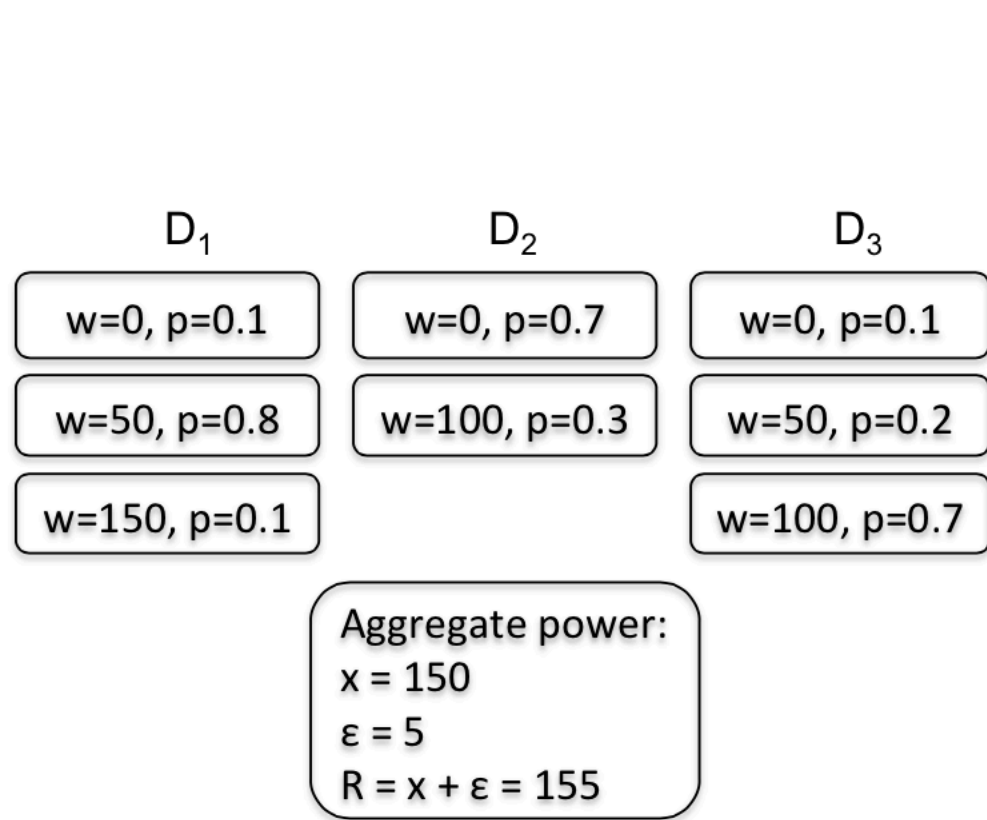 D₁ D₂ D₃
w=0, p=0.1 w=0, p=0.7 w=0, p=0.1
w=50, p=0.8 w=100, p=0.3 w=50, p=0.2
w=150, p=0.1 w=100, p=0.7
Aggregate power:
x = 150
ε = 5
R = x + ε = 155